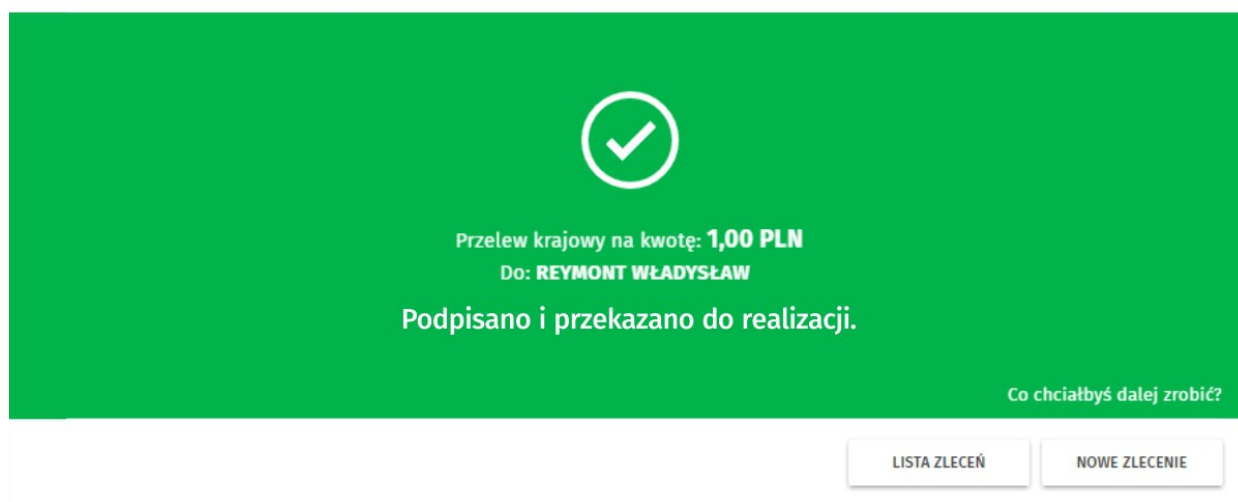 Przelew krajowy na kwotę: 1,00 PLN
Do: REYMONT WŁADYSŁAW
Podpisano i przekazano do realizacji.
Co chciałbyś dalej zrobić?
LISTA ZLECEŃ
NOWE ZLECENIE